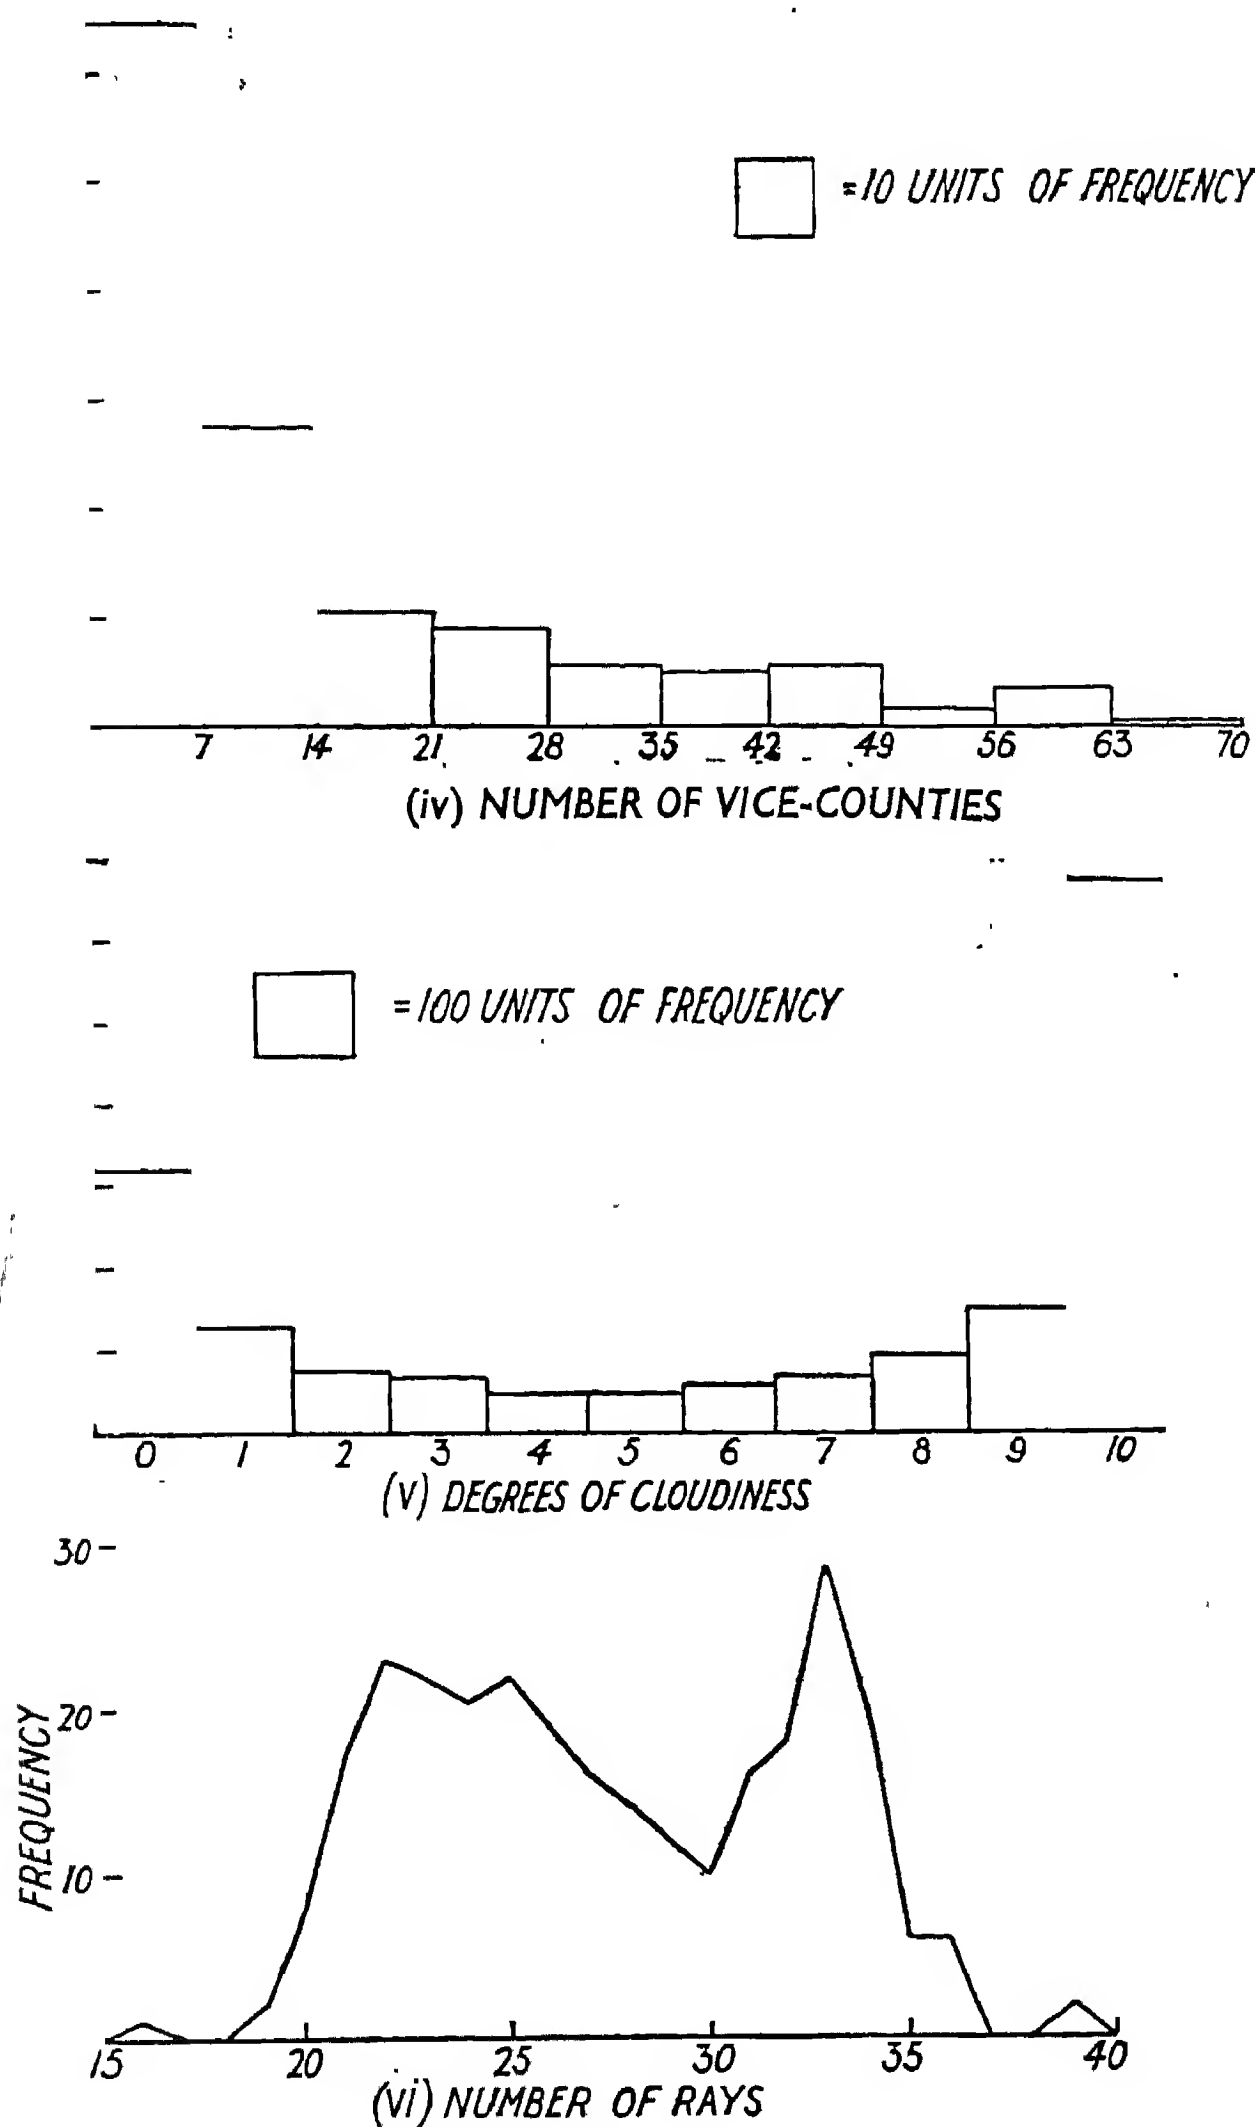 =10 UNITS OF FREQUENCY
7 14 21 28 35 42 49 56 63 70
(iv) NUMBER OF VICE-COUNTIES
=100 UNITS OF FREQUENCY
0 1 2 3 4 5 6 7 8 9 10
(v) DEGREES OF CLOUDINESS
30
20
10
FREQUENCY
15 20 25 30 35 40
(vi) NUMBER OF RAYS